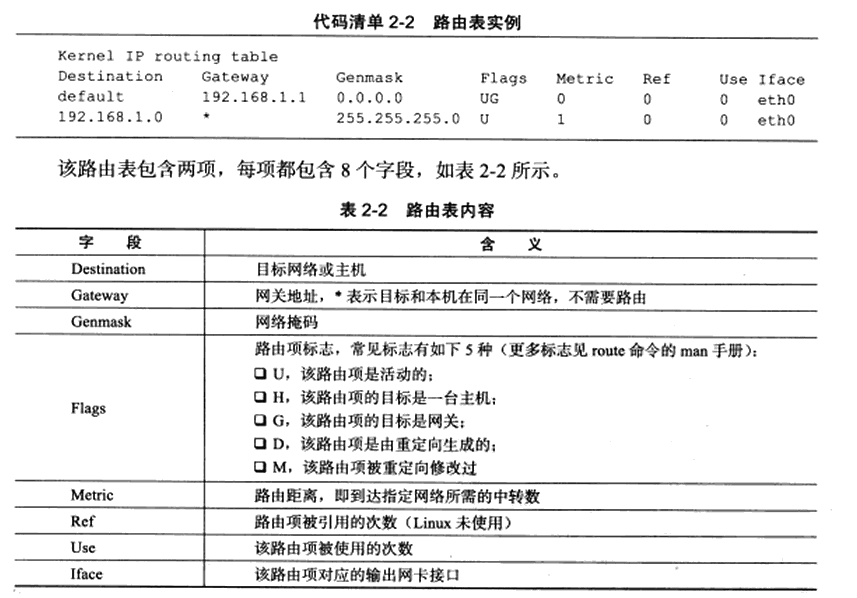 代码清单 2-2 路由表实例
Kernel IP routing table
Destination Gateway Genmask Flags Metric Ref Use Iface
default 192.168.1.1 0.0.0.0 UG 0 0 0 eth0
192.168.1.0 * 255.255.255.0 U 1 0 0 eth0
该路由表包含两项，每项都包含 8 个字段，如表 2-2 所示。
表 2-2 路由表内容
字 段 含 义
Destination 目标网络或主机
Gateway 网关地址，* 表示目标和本机在同一个网络，不需要路由
Genmask 网络掩码
Flags 路由项标志，常见标志有如下 5 种（更多标志见 route 命令的 man 手册）：
❑ U，该路由项是活动的；
❑ H，该路由项的目标是一台主机；
❑ G，该路由项的目标是网关；
❑ D，该路由项是由重定向生成的；
❑ M，该路由项被重定向修改过
Metric 路由距离，即到达指定网络所需的中转数
Ref 路由项被引用的次数（Linux 未使用）
Use 该路由项被使用的次数
Iface 该路由项对应的输出网卡接口